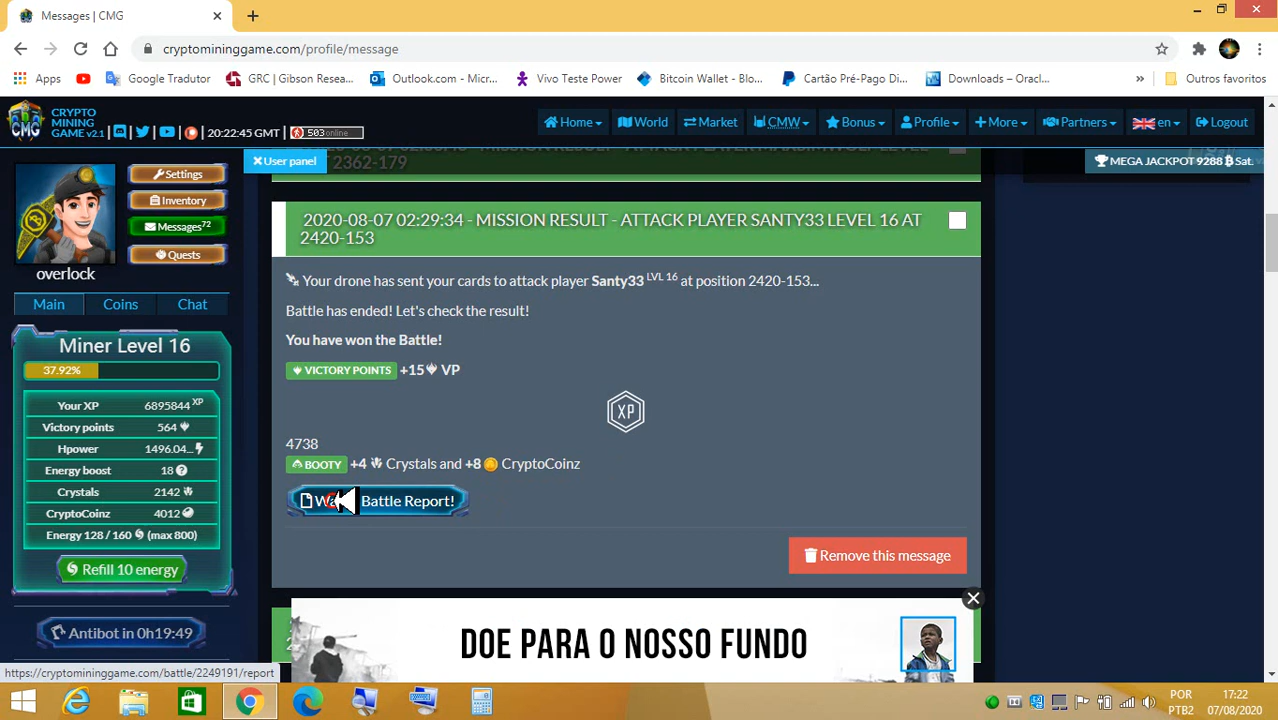 Messages | CMG
cryptomininggame.com/profile/message
Apps
Google Tradutor
GRC | Gibson Resea...
Outlook.com - Micr...
Vivo Teste Power
Bitcoin Wallet - Blo...
Cartão Pré-Pago Di...
Downloads – Oracl...
»
Outros favoritos
CRYPTO
MINING
GAME v2.1
20:22:45 GMT
503 online
Home
World
Market
CMW
Bonus
Profile
More
Partners
en
Logout
User panel
2362-179
MEGA JACKPOT 9288 Sat.
Settings
Inventory
Messages72
Quests
overlock
Main
Coins
Chat
Miner Level 16
37.92%
Your XP 6895844 XP
Victory points 564
Hpower 1496.04...
Energy boost 18
Crystals 2142
CryptoCoinz 4012
Energy 128 / 160 (max 800)
Refill 10 energy
Antibot in 0h19:49
2020-08-07 02:29:34 - MISSION RESULT - ATTACK PLAYER SANTY33 LEVEL 16 AT
2420-153
Your drone has sent your cards to attack player Santy33 LVL 16 at position 2420-153...
Battle has ended! Let's check the result!
You have won the Battle!
VICTORY POINTS +15 VP
XP
4738
BOOTY +4 Crystals and +8 CryptoCoinz
Battle Report!
Remove this message
DOE PARA O NOSSO FUNDO
https://cryptomininggame.com/battle/2249191/report
POR
PTB2
17:22
07/08/2020